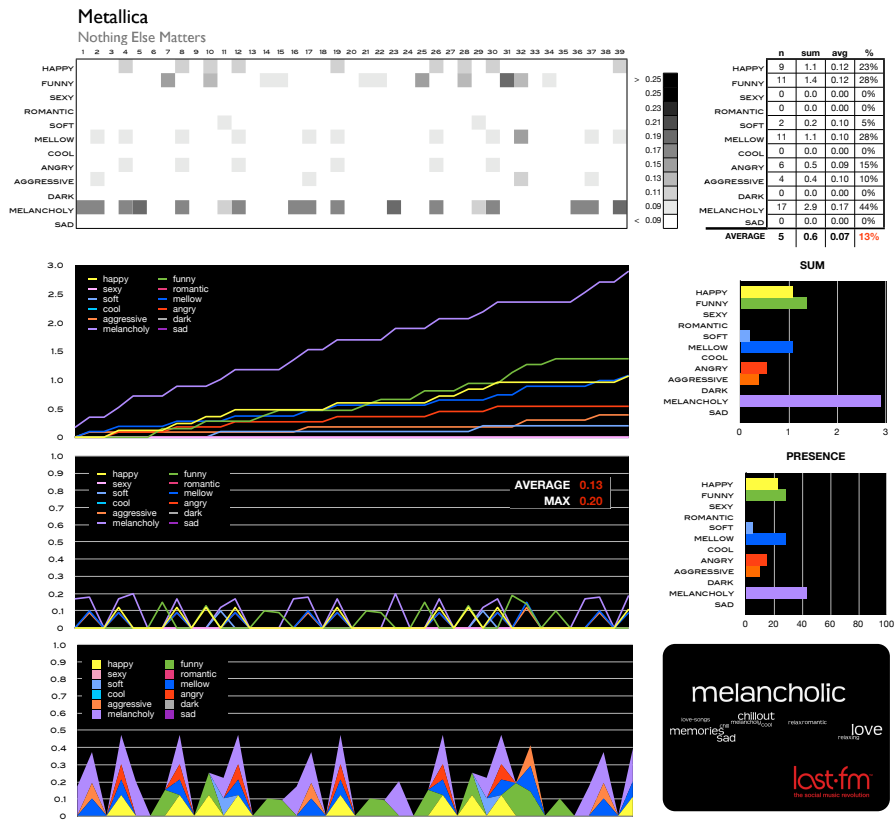 Metallica
Nothing Else Matters
1 2 3 4 5 6 7 8 9 10 11 12 13 14 15 16 17 18 19 20 21 22 23 24 25 26 27 28 29 30 31 32 33 34 35 36 37 38 39
HAPPY
FUNNY
SEXY
ROMANTIC
SOFT
MELLOW
COOL
ANGRY
AGGRESSIVE
DARK
MELANCHOLY
SAD
> 0.25
0.25
0.23
0.21
0.19
0.17
0.15
0.13
0.11
0.09
< 0.09
n sum avg %
HAPPY 9 1.1 0.12 23%
FUNNY 11 1.4 0.12 28%
SEXY 0 0.0 0.00 0%
ROMANTIC 0 0.0 0.00 0%
SOFT 2 0.2 0.10 5%
MELLOW 11 1.1 0.10 28%
COOL 0 0.0 0.00 0%
ANGRY 6 0.5 0.09 15%
AGGRESSIVE 4 0.4 0.10 10%
DARK 0 0.0 0.00 0%
MELANCHOLY 17 2.9 0.17 44%
SAD 0 0.0 0.00 0%
AVERAGE 5 0.6 0.07 13%
3.0
2.5
2.0
1.5
1.0
0.5
0
happy funny
sexy romantic
soft mellow
cool angry
aggressive dark
melancholy sad
SUM
HAPPY
FUNNY
SEXY
ROMANTIC
SOFT
MELLOW
COOL
ANGRY
AGGRESSIVE
DARK
MELANCHOLY
SAD
0 1 2 3
1.0
0.9
0.8
0.7
0.6
0.5
0.4
0.3
0.2
0.1
0
happy funny
sexy romantic
soft mellow
cool angry
aggressive dark
melancholy sad
AVERAGE 0.13
MAX 0.20
PRESENCE
HAPPY
FUNNY
SEXY
ROMANTIC
SOFT
MELLOW
COOL
ANGRY
AGGRESSIVE
DARK
MELANCHOLY
SAD
0 20 40 60 80 100
1.0
0.9
0.8
0.7
0.6
0.5
0.4
0.3
0.2
0.1
0
happy funny
sexy romantic
soft mellow
cool angry
aggressive dark
melancholy sad
melancholic
love-songs chillout
melancholy relaxromantic
memories chill cool love
sad relaxing
last·fm
the social music revolution